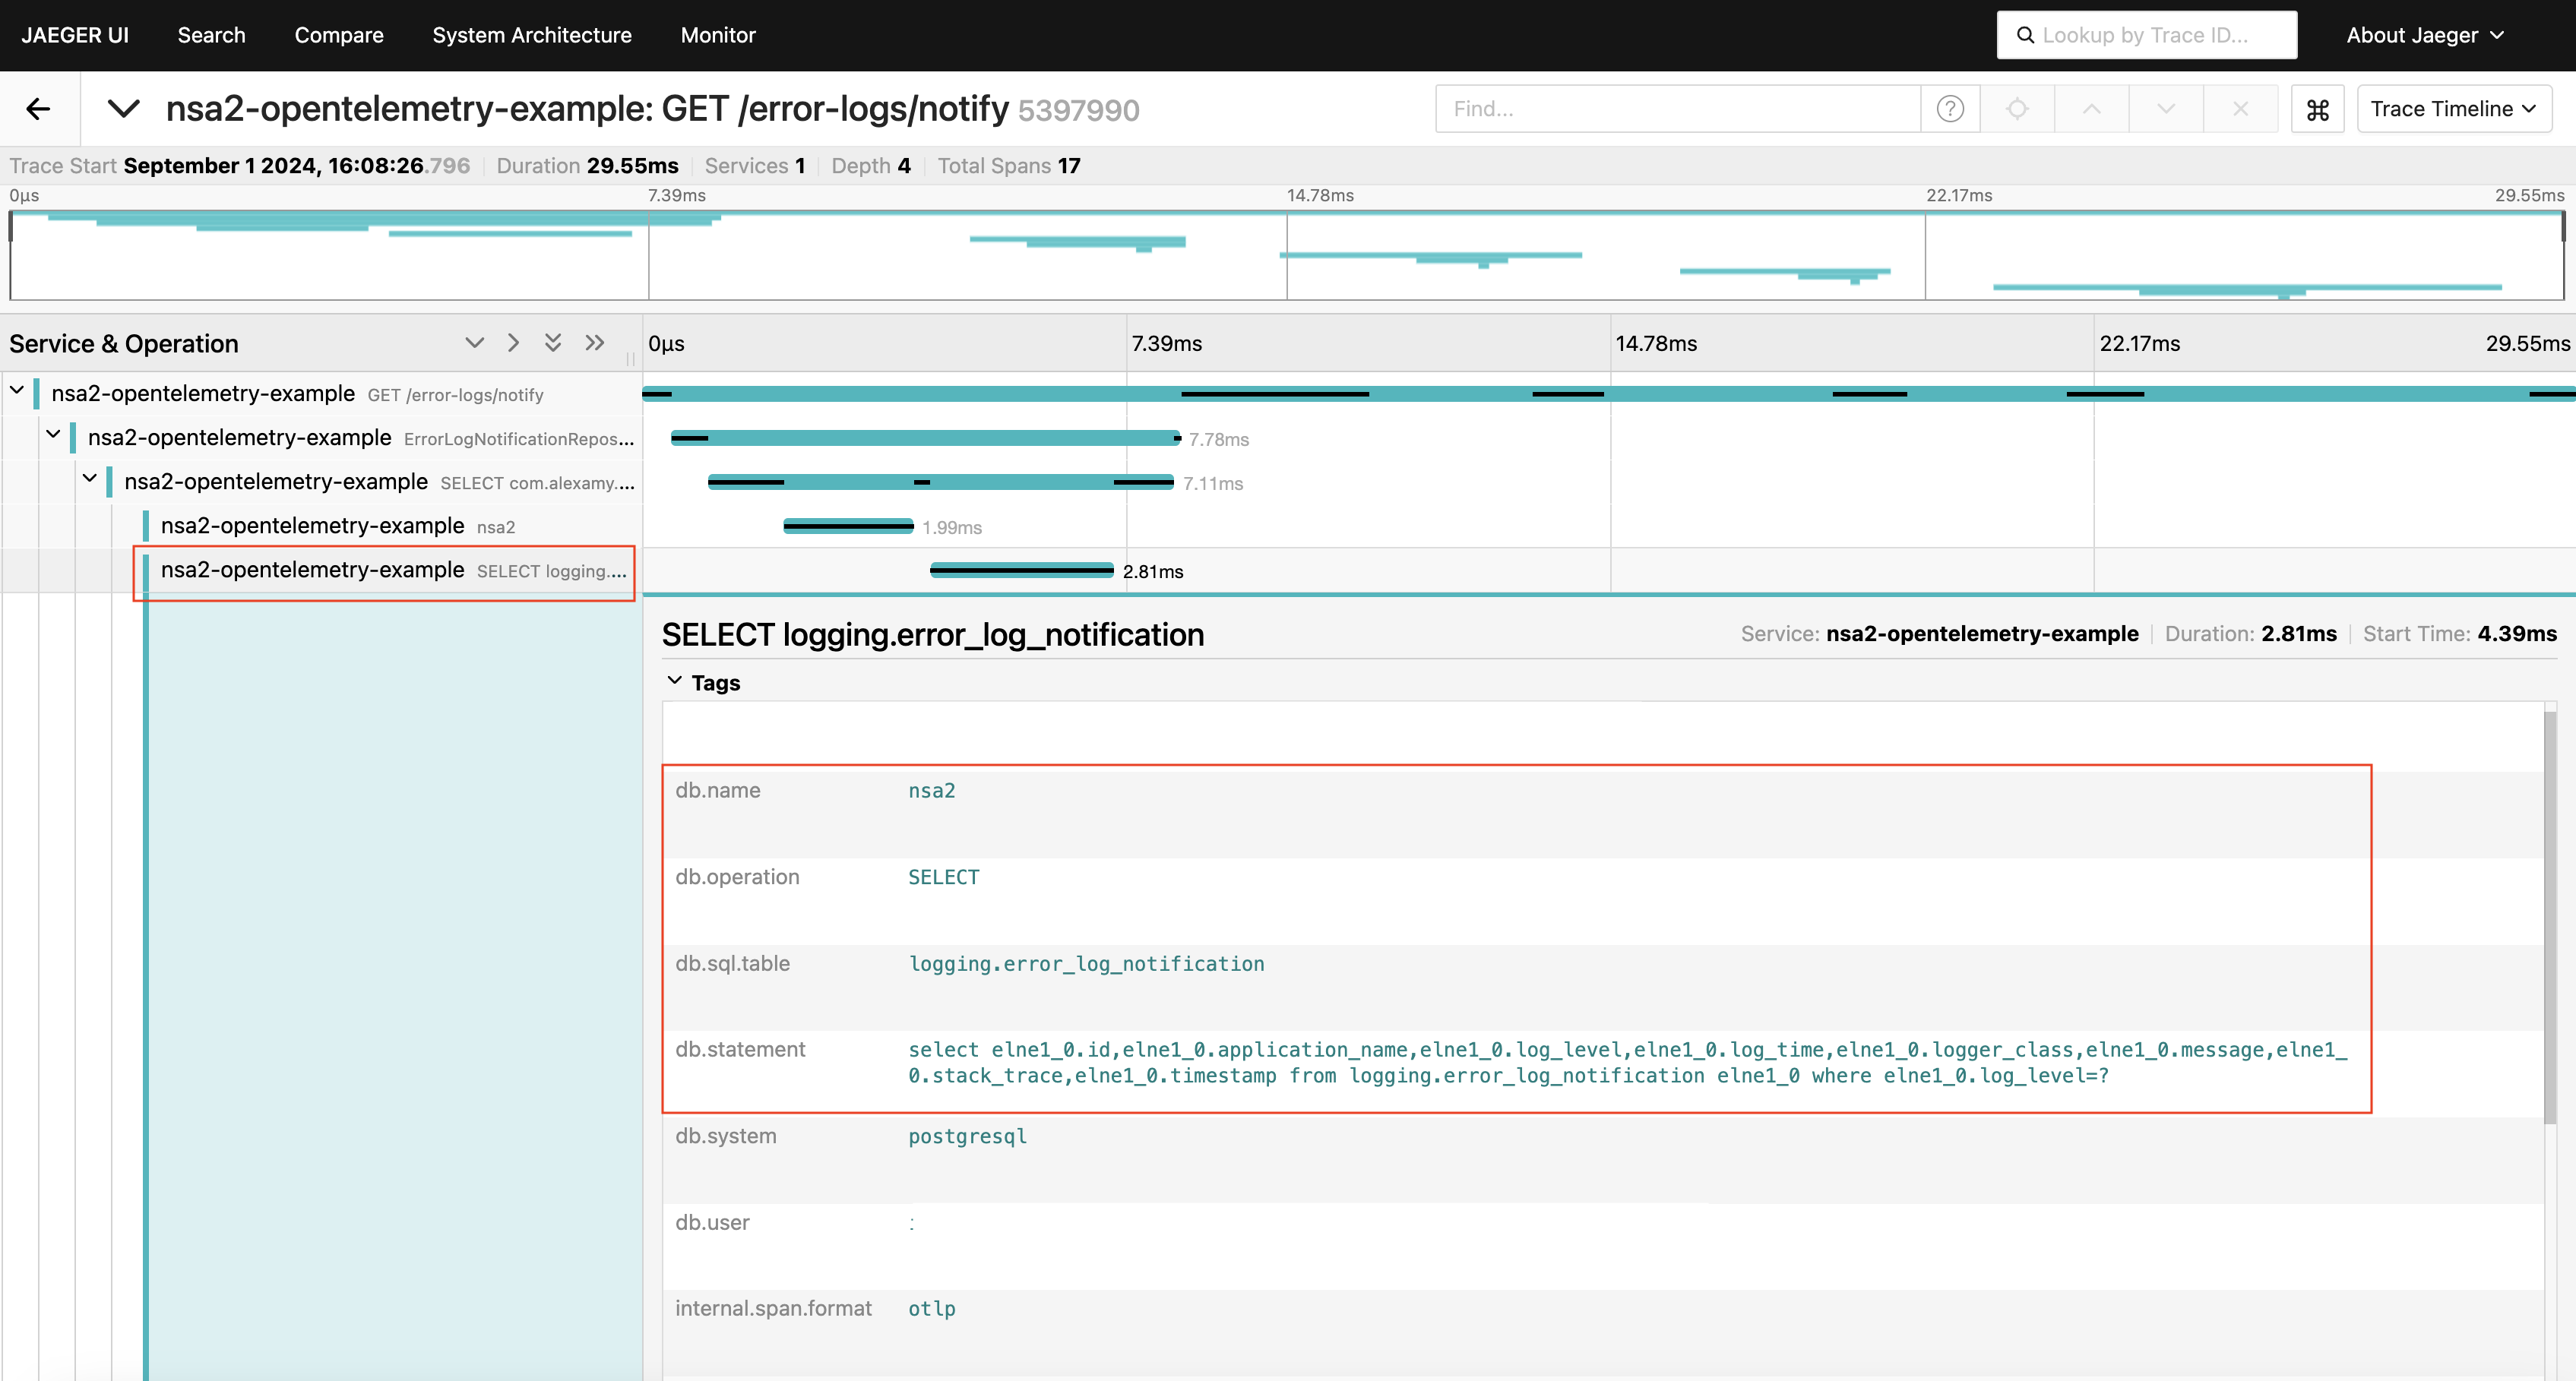 JAEGER UI Search Compare System Architecture Monitor Lookup by Trace ID... About Jaeger
nsa2-opentelemetry-example: GET /error-logs/notify 5397990 Find... ? ⌘ Trace Timeline
Trace Start September 1 2024, 16:08:26.796 Duration 29.55ms Services 1 Depth 4 Total Spans 17
0μs 7.39ms 14.78ms 22.17ms 29.55ms
Service & Operation 0μs 7.39ms 14.78ms 22.17ms 29.55ms
nsa2-opentelemetry-example GET /error-logs/notify
nsa2-opentelemetry-example ErrorLogNotificationRepos... 7.78ms
nsa2-opentelemetry-example SELECT com.alexamy.... 7.11ms
nsa2-opentelemetry-example nsa2 1.99ms
nsa2-opentelemetry-example SELECT logging.... 2.81ms
SELECT logging.error_log_notification Service: nsa2-opentelemetry-example Duration: 2.81ms Start Time: 4.39ms
Tags
db.name nsa2
db.operation SELECT
db.sql.table logging.error_log_notification
db.statement select elne1_0.id,elne1_0.application_name,elne1_0.log_level,elne1_0.log_time,elne1_0.logger_class,elne1_0.message,elne1_
0.stack_trace,elne1_0.timestamp from logging.error_log_notification elne1_0 where elne1_0.log_level=?
db.system postgresql
db.user
internal.span.format otlp